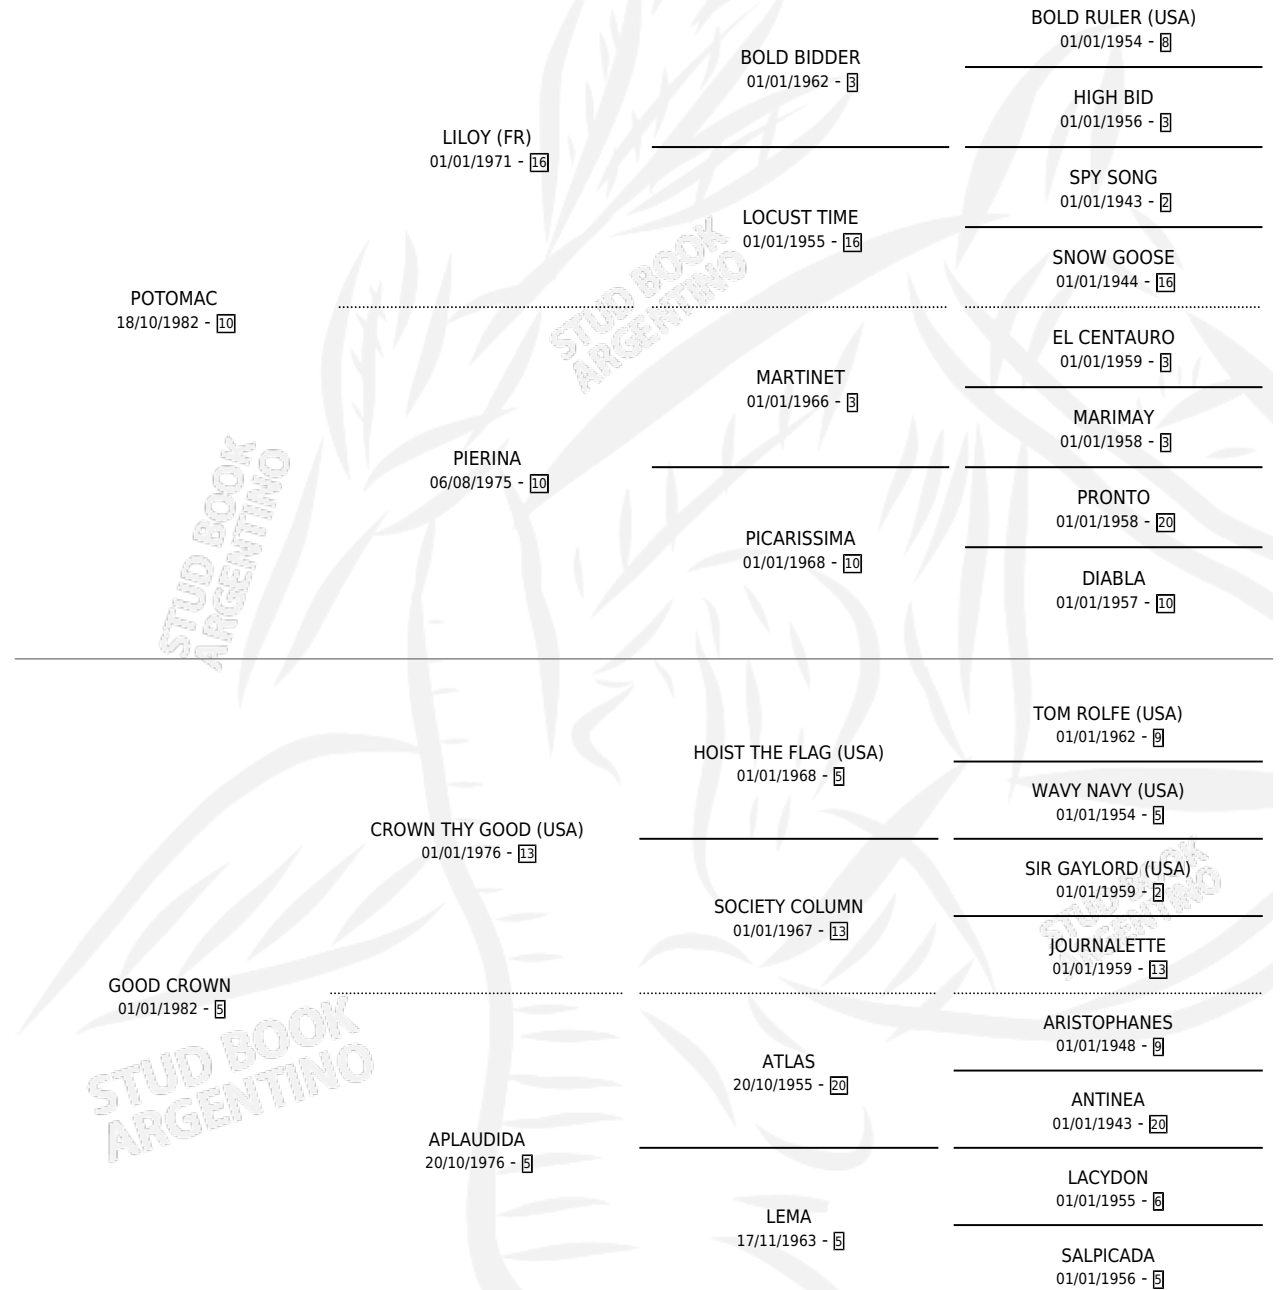 BOLD RULER (USA)
01/01/1954 - 8
BOLD BIDDER
01/01/1962 - 3
HIGH BID
01/01/1956 - 3
LILOY (FR)
01/01/1971 - 16
SPY SONG
01/01/1943 - 2
LOCUST TIME
01/01/1955 - 16
SNOW GOOSE
01/01/1944 - 16
POTOMAC
18/10/1982 - 10
EL CENTAURO
01/01/1959 - 3
MARTINET
01/01/1966 - 3
MARIMAY
01/01/1958 - 3
PIERINA
06/08/1975 - 10
PRONTO
01/01/1958 - 20
PICARISSIMA
01/01/1968 - 10
DIABLA
01/01/1957 - 10
STUD BOOK
ARGENTINO
STUD BOOK
ARGENTINO
TOM ROLFE (USA)
01/01/1962 - 9
HOIST THE FLAG (USA)
01/01/1968 - 5
WAVY NAVY (USA)
01/01/1954 - 5
CROWN THY GOOD (USA)
01/01/1976 - 13
SIR GAYLORD (USA)
01/01/1959 - 2
SOCIETY COLUMN
01/01/1967 - 13
JOURNALETTE
01/01/1959 - 13
GOOD CROWN
01/01/1982 - 5
ARISTOPHANES
01/01/1948 - 9
ATLAS
20/10/1955 - 20
ANTINEA
01/01/1943 - 20
APLAUDIDA
20/10/1976 - 5
LACYDON
01/01/1955 - 6
LEMA
17/11/1963 - 5
SALPICADA
01/01/1956 - 5
STUD BOOK
ARGENTINO
STUD BOOK
ARGENTINO